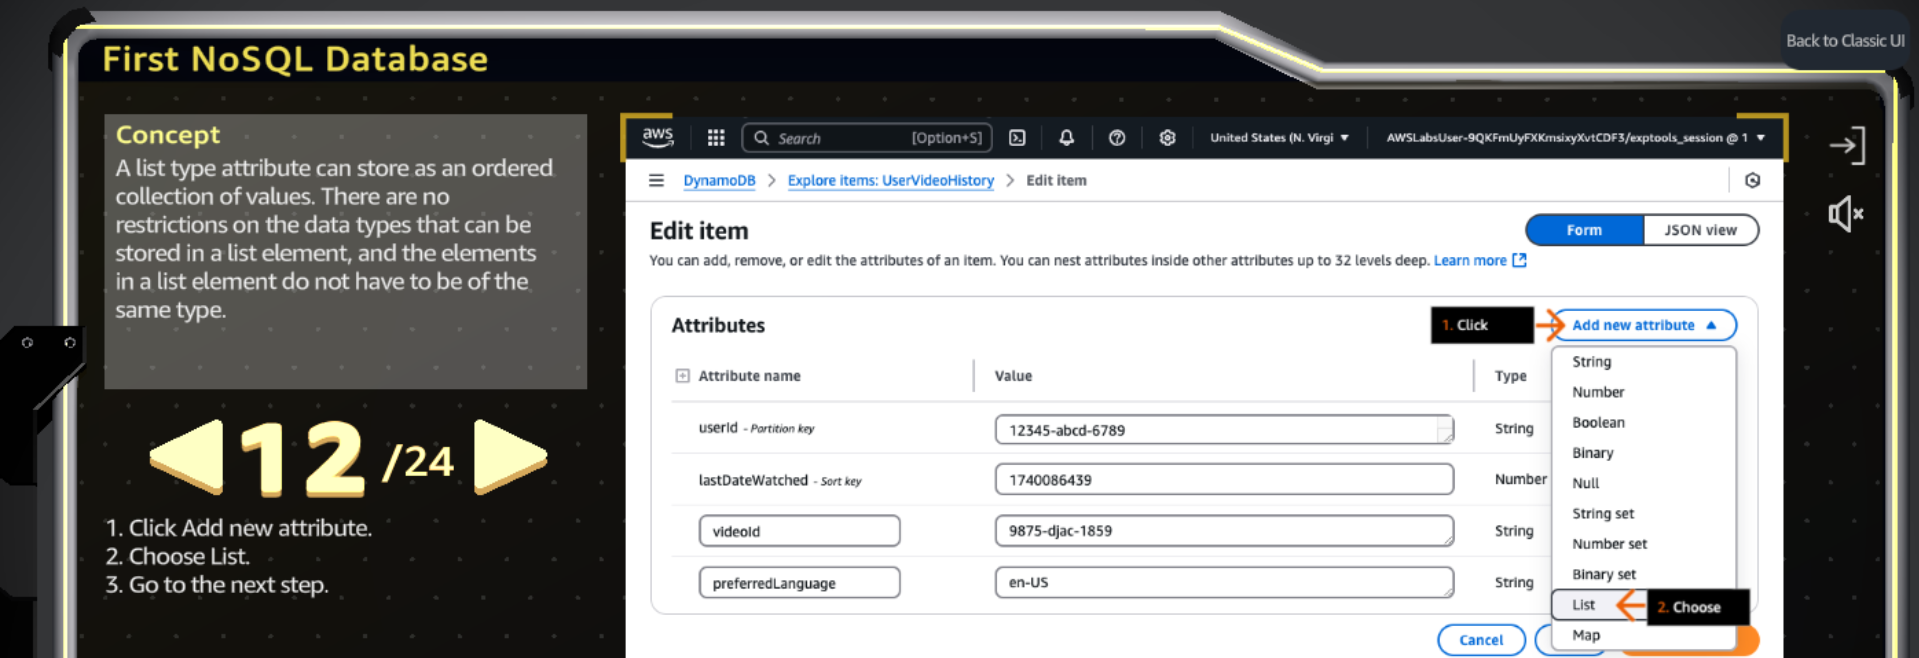 Back to Classic UI
First NoSQL Database
Concept
A list type attribute can store as an ordered
collection of values. There are no
restrictions on the data types that can be
stored in a list element, and the elements
in a list element do not have to be of the
same type.
12 /24
1. Click Add new attribute.
2. Choose List.
3. Go to the next step.
aws Search [Option+S] United States (N. Virgi AWSLabsUser-9QKFmUyFXKmsixyXvtCDF3/exptools_session @ 1
DynamoDB > Explore items: UserVideoHistory > Edit item
Edit item
Form JSON view
You can add, remove, or edit the attributes of an item. You can nest attributes inside other attributes up to 32 levels deep. Learn more
Attributes
1. Click
Add new attribute
Attribute name Value Type
userId - Partition key 12345-abcd-6789 String
lastDateWatched - Sort key 1740086439 Number
videoId 9875-djac-1859 String
preferredLanguage en-US String
String
Number
Boolean
Binary
Null
String set
Number set
Binary set
List
2. Choose
Map
Cancel